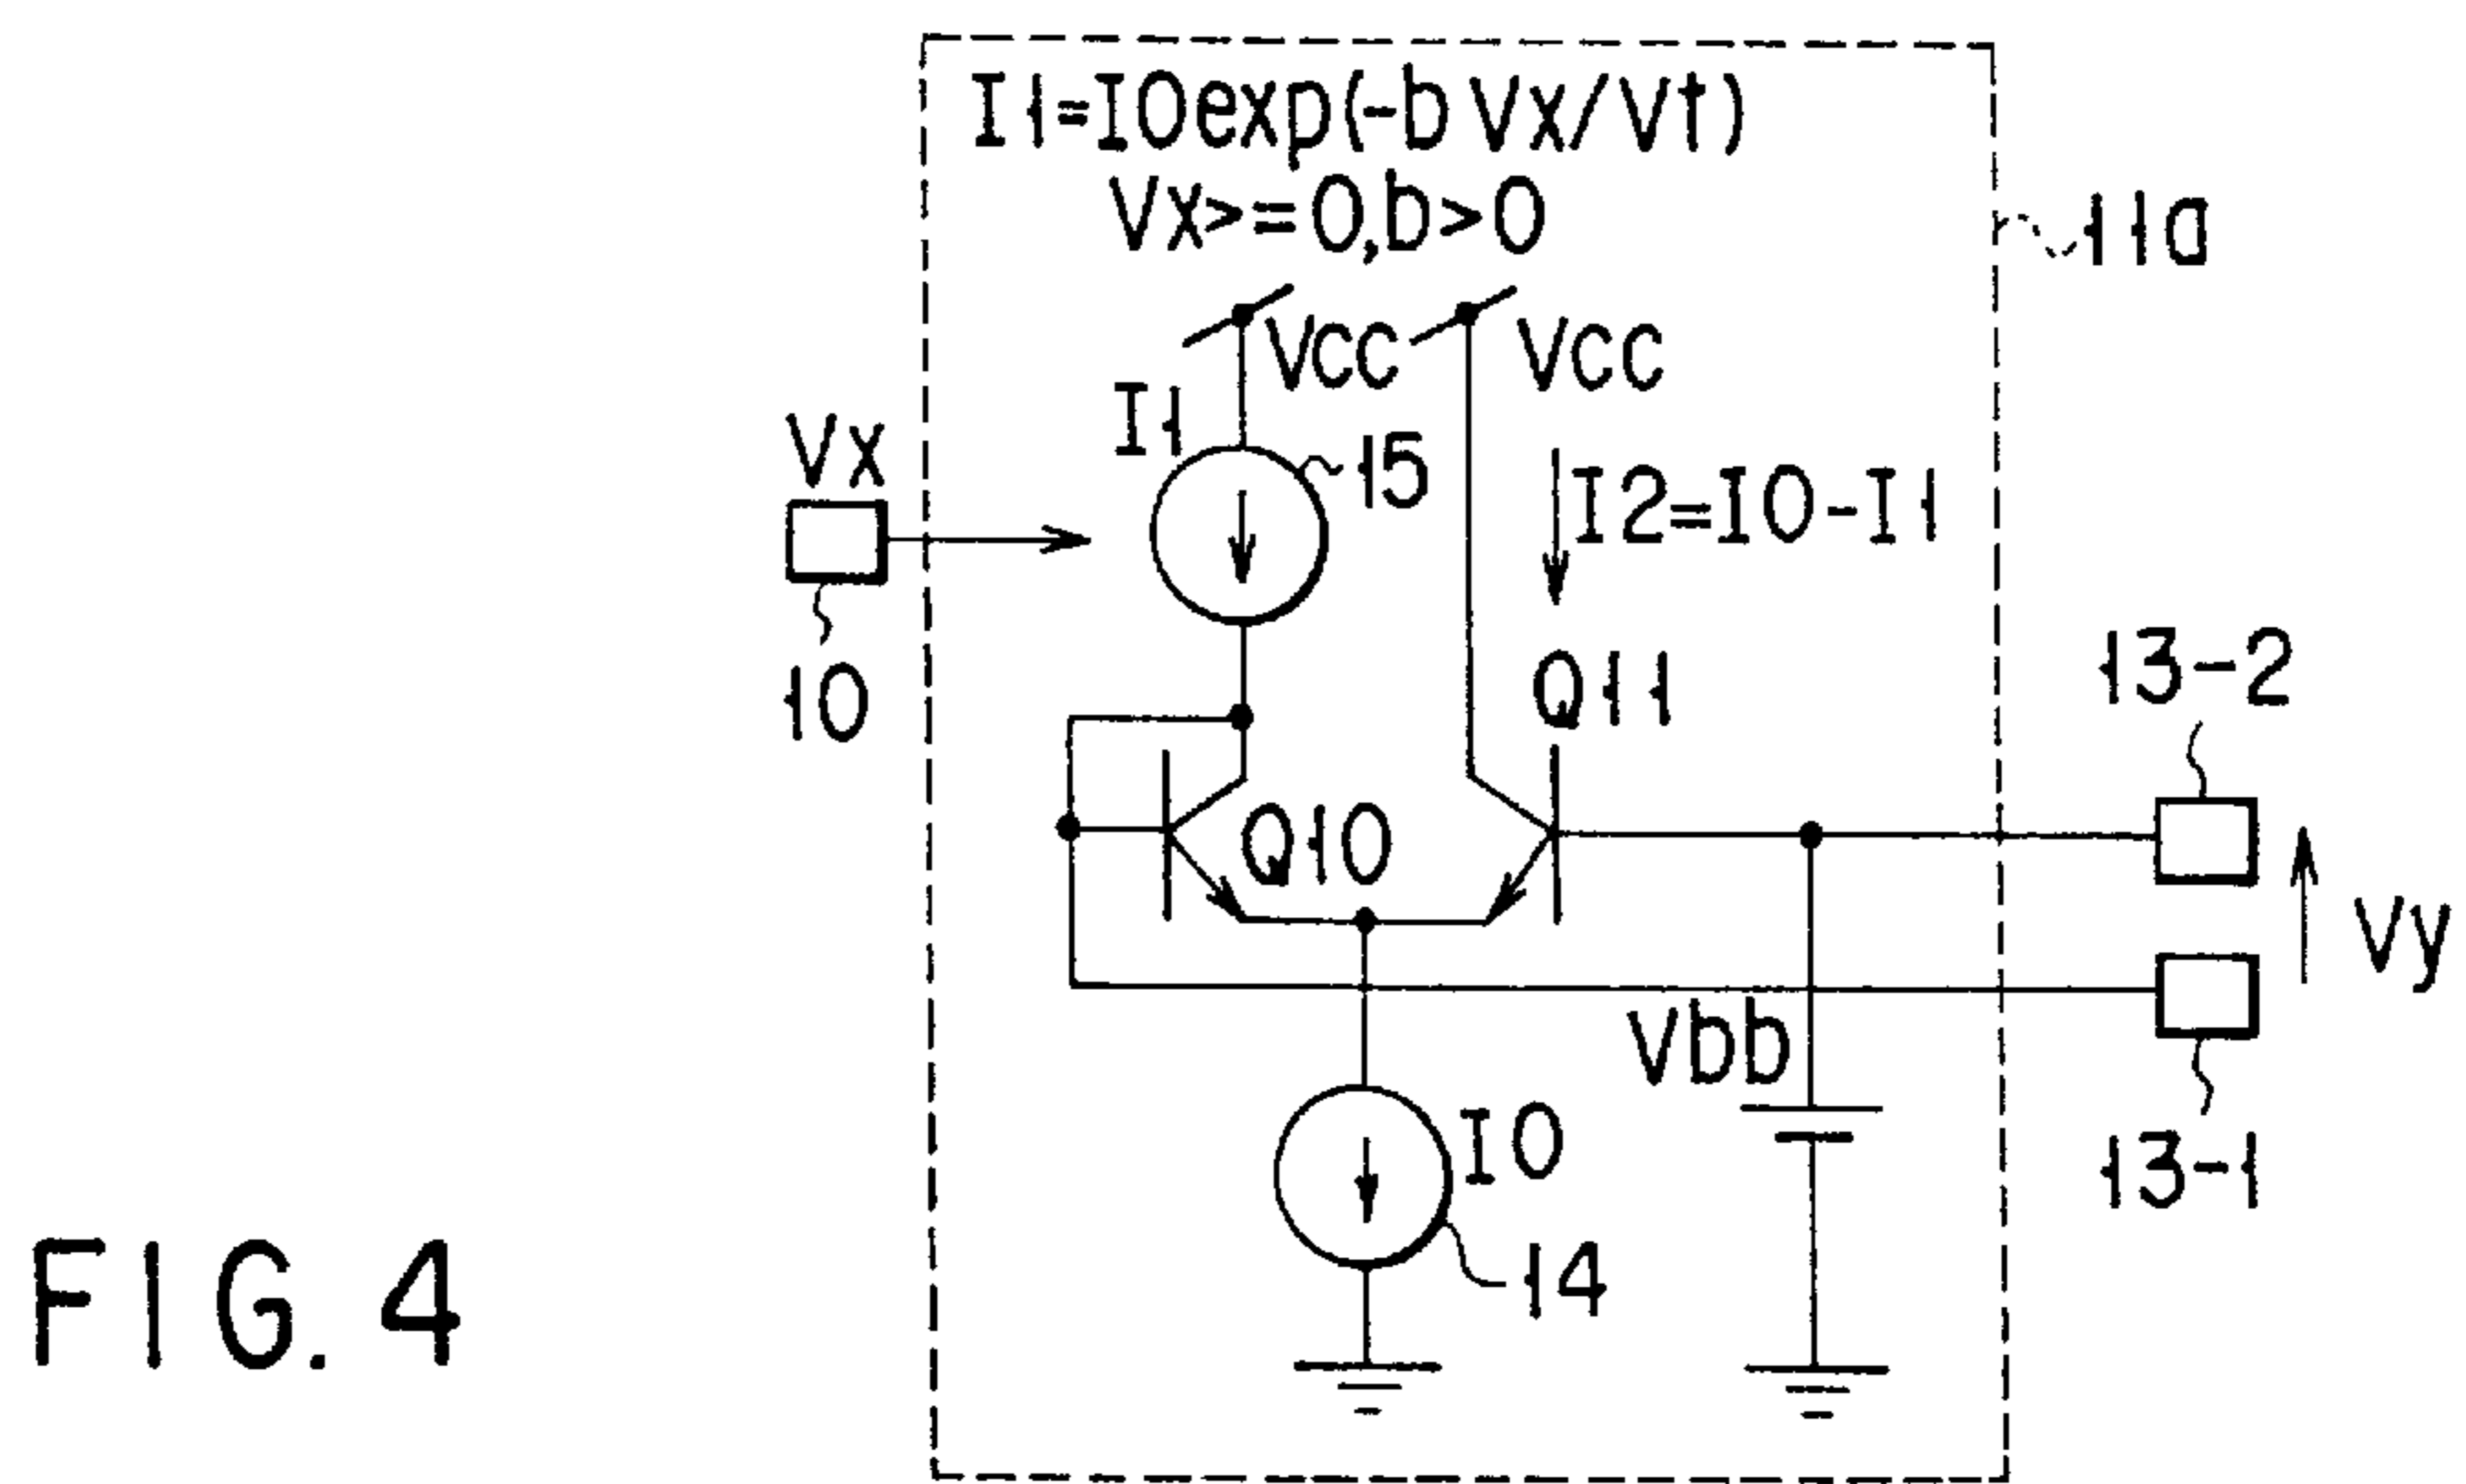 I1=I0exp(-bVx/Vt)
Vx>=0,b>0
11a
VCC
VCC
I1
15
Vx
I2=I0-I1
10
Q11
13-2
Q10
Vy
Vbb
I0
13-1
14
FIG. 4